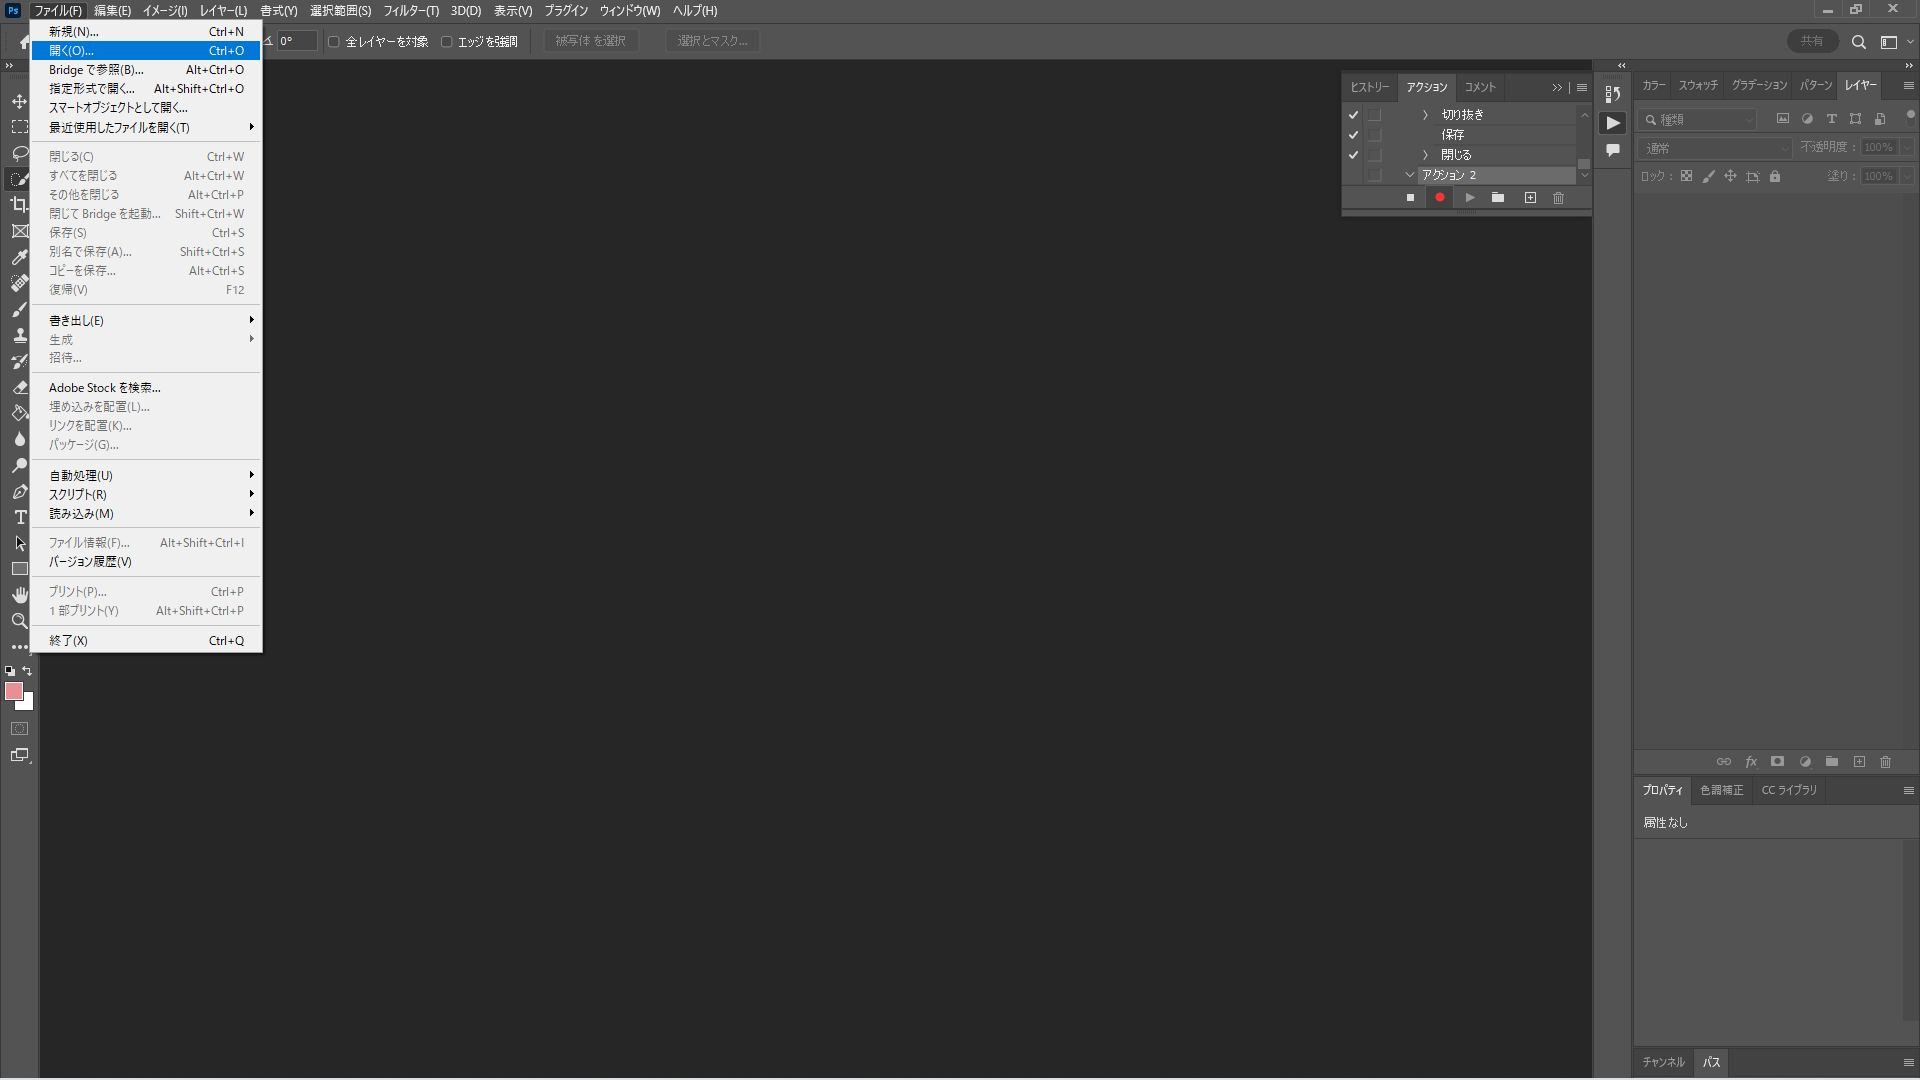 Ps ファイル(F) 編集(E) イメージ(I) レイヤー(L) 書式(Y) 選択範囲(S) フィルター(T) 3D(D) 表示(V) プラグイン ウィンドウ(W) ヘルプ(H)
0° 全レイヤーを対象 エッジを強調 被写体を選択 選択とマスク... 共有
新規(N)... Ctrl+N
開く(O)... Ctrl+O
Bridge で参照(B)... Alt+Ctrl+O
指定形式で開く... Alt+Shift+Ctrl+O
スマートオブジェクトとして開く...
最近使用したファイルを開く(T)
閉じる(C) Ctrl+W
すべてを閉じる Alt+Ctrl+W
その他を閉じる Alt+Ctrl+P
閉じて Bridge を起動... Shift+Ctrl+W
保存(S) Ctrl+S
別名で保存(A)... Shift+Ctrl+S
コピーを保存... Alt+Ctrl+S
復帰(V) F12
書き出し(E)
生成
招待...
Adobe Stock を検索...
埋め込みを配置(L)...
リンクを配置(K)...
パッケージ(G)...
自動処理(U)
スクリプト(R)
読み込み(M)
ファイル情報(F)... Alt+Shift+Ctrl+I
バージョン履歴(V)
プリント(P)... Ctrl+P
1 部プリント(Y) Alt+Shift+Ctrl+P
終了(X) Ctrl+Q
ヒストリー アクション コメント
切り抜き
保存
閉じる
アクション 2
カラー スウォッチ グラデーション パターン レイヤー
種類
通常 不透明度 : 100%
ロック : 塗り : 100%
fx
プロパティ 色調補正 CC ライブラリ
属性なし
チャンネル パス